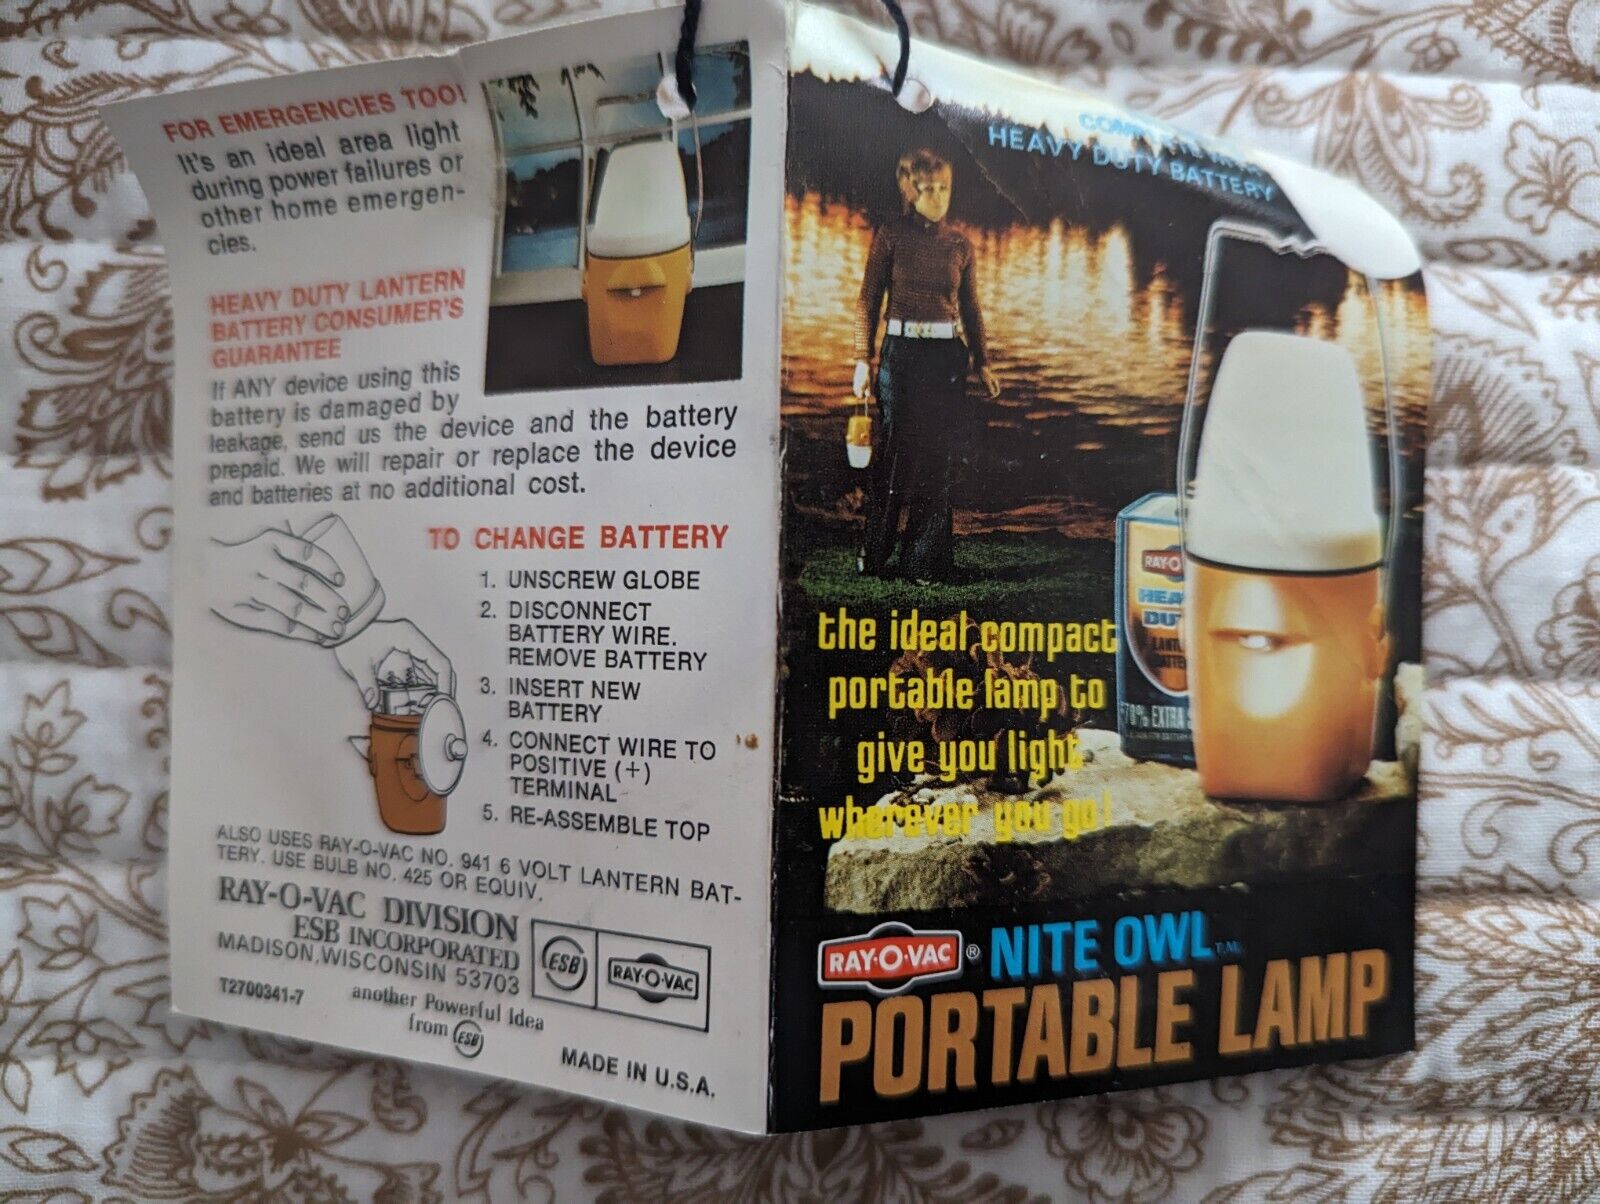 FOR EMERGENCIES TOO!
It's an ideal area light
during power failures or
other home emergen-
cies.
HEAVY DUTY LANTERN
BATTERY CONSUMER'S
GUARANTEE
If ANY device using this
battery is damaged by
leakage, send us the device and the battery
prepaid. We will repair or replace the device
and batteries at no additional cost.
TO CHANGE BATTERY
1. UNSCREW GLOBE
2. DISCONNECT
BATTERY WIRE.
REMOVE BATTERY
3. INSERT NEW
BATTERY
4. CONNECT WIRE TO
POSITIVE (+)
TERMINAL
5. RE-ASSEMBLE TOP
ALSO USES RAY-O-VAC NO. 941 6 VOLT LANTERN BAT-
TERY. USE BULB NO. 425 OR EQUIV.
RAY-O-VAC DIVISION
ESB INCORPORATED
MADISON, WISCONSIN 53703
ESB
RAY-O-VAC
T2700341-7
another Powerful Idea
from ESB
MADE IN U.S.A.
HEAVY DUTY BATTERY
RAY-O
HEA
DU
LANT
ATTE
70% EXTRA
the ideal compact
portable lamp to
give you light
wherever you go!
RAY-O-VAC ® NITE OWL T.M.
PORTABLE LAMP